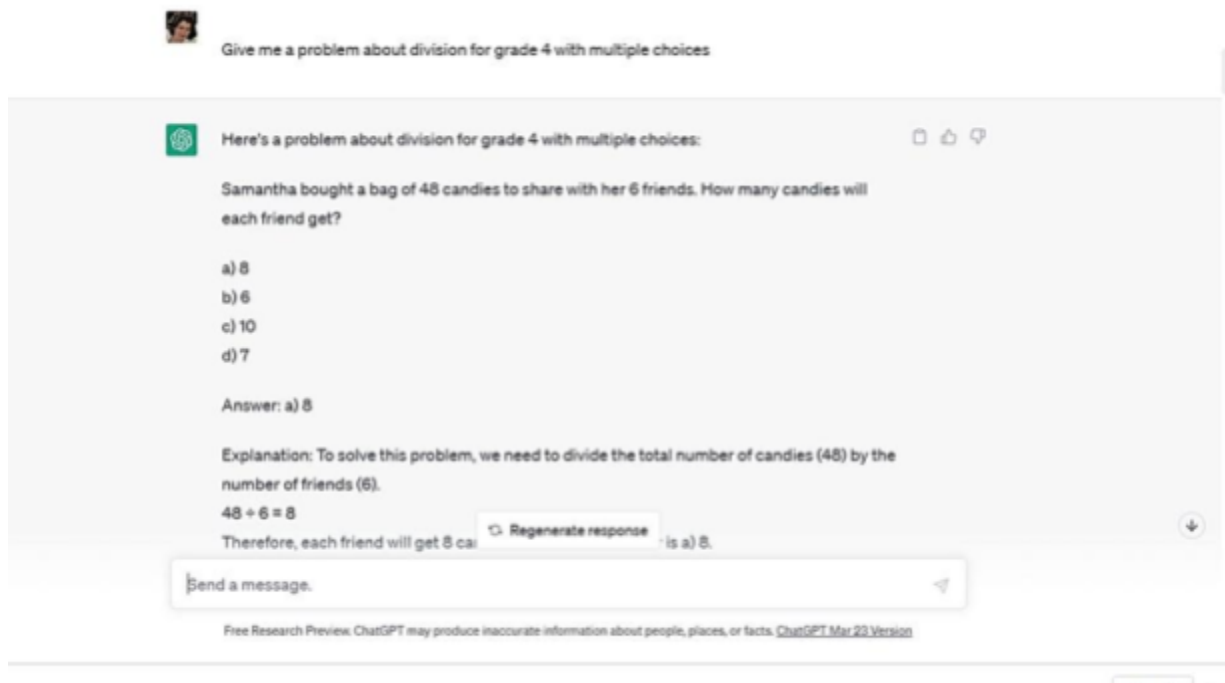 Give me a problem about division for grade 4 with multiple choices
Here's a problem about division for grade 4 with multiple choices:
Samantha bought a bag of 48 candies to share with her 6 friends. How many candies will
each friend get?
a) 8
b) 6
c) 10
d) 7
Answer: a) 8
Explanation: To solve this problem, we need to divide the total number of candies (48) by the
number of friends (6).
48 ÷ 6 = 8
Therefore, each friend will get 8 is a) 8.
Regenerate response
Send a message.
Free Research Preview. ChatGPT may produce inaccurate information about people, places, or facts. ChatGPT Mar 23 Version